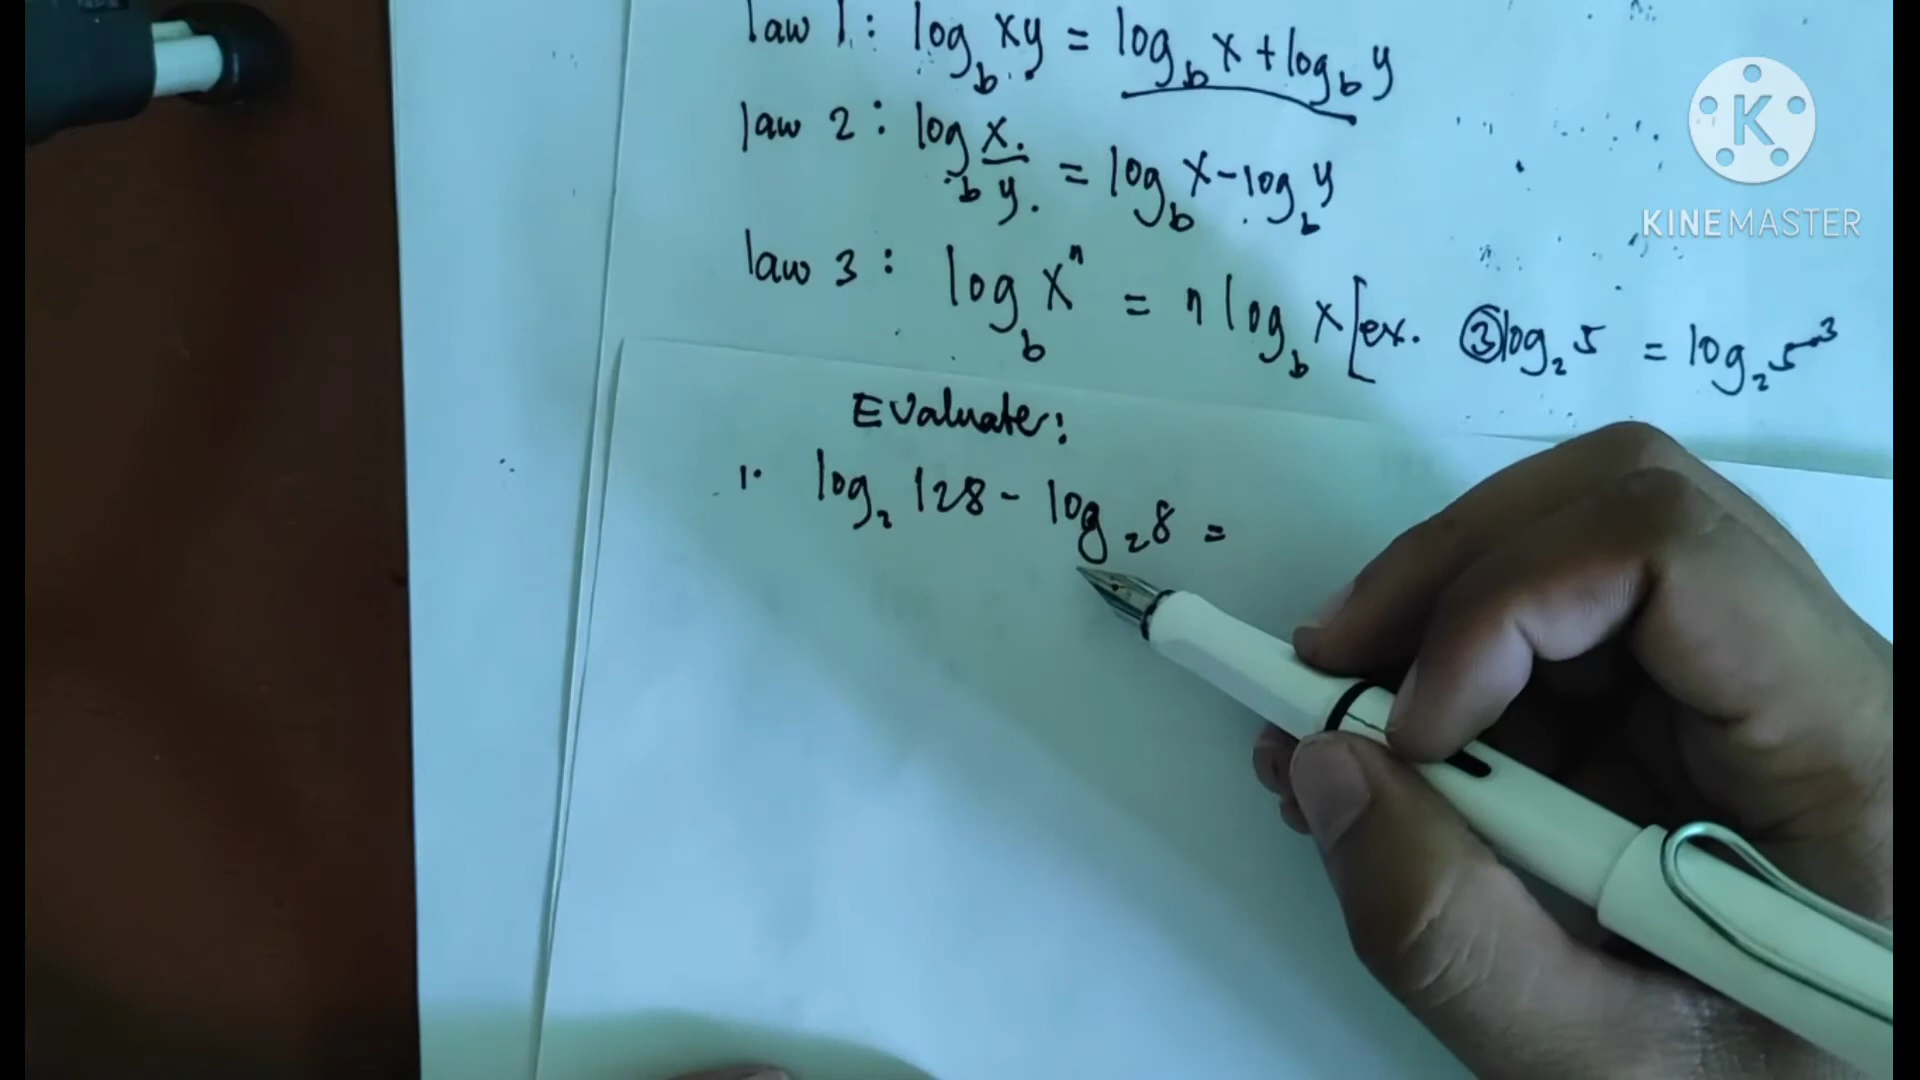 law 1: log_b xy = log_b x + log_b y
law 2: log_b x/y = log_b x - log_b y
law 3: log_b x^n = n log_b x [ex. ③log_2 5 = log_2 5^3
Evaluate:
1. log_2 128 - log_2 8 =
K
KINEMASTER